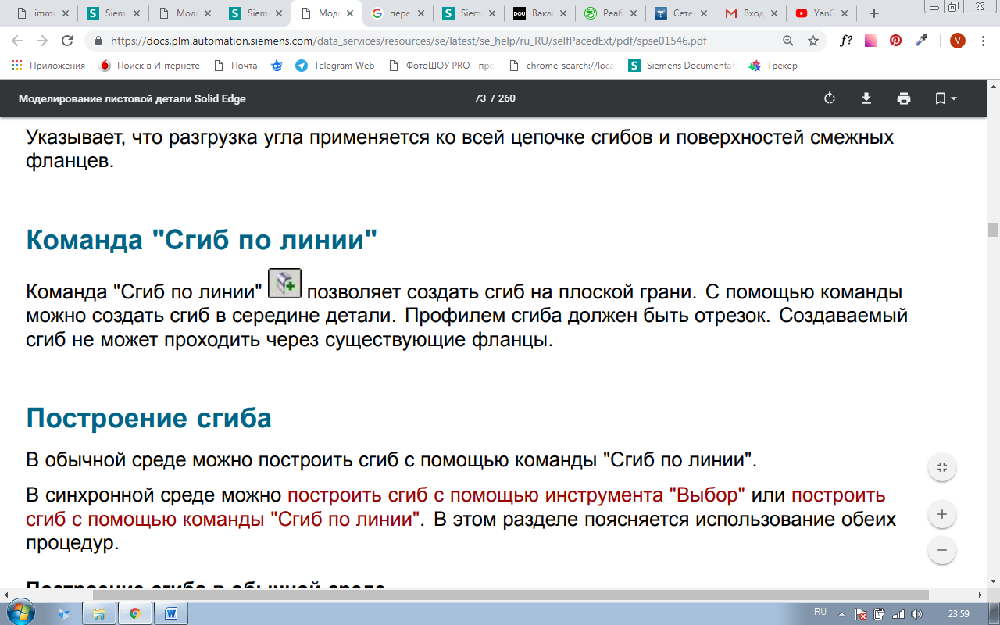 imm
Siem
Моде
Siem
Моде
пере
Siem
DOU
Вака
Реаб
Сете
Вход
YanG
https://docs.plm.automation.siemens.com/data_services/resources/se/latest/se_help/ru_RU/selfPacedExt/pdf/spse01546.pdf
f?
V
Приложения
Поиск в Интернете
Почта
Telegram Web
ФотоШОУ PRO - про
chrome-search://loca
Siemens Documentat
Трекер
Моделирование листовой детали Solid Edge
73 / 260
Указывает, что разгрузка угла применяется ко всей цепочке сгибов и поверхностей смежных
фланцев.
Команда "Сгиб по линии"
Команда "Сгиб по линии" позволяет создать сгиб на плоской грани. С помощью команды
можно создать сгиб в середине детали. Профилем сгиба должен быть отрезок. Создаваемый
сгиб не может проходить через существующие фланцы.
Построение сгиба
В обычной среде можно построить сгиб с помощью команды "Сгиб по линии".
В синхронной среде можно построить сгиб с помощью инструмента "Выбор" или построить
сгиб с помощью команды "Сгиб по линии". В этом разделе поясняется использование обеих
процедур.
Построение сгиба в обычной среде
RU
23:59